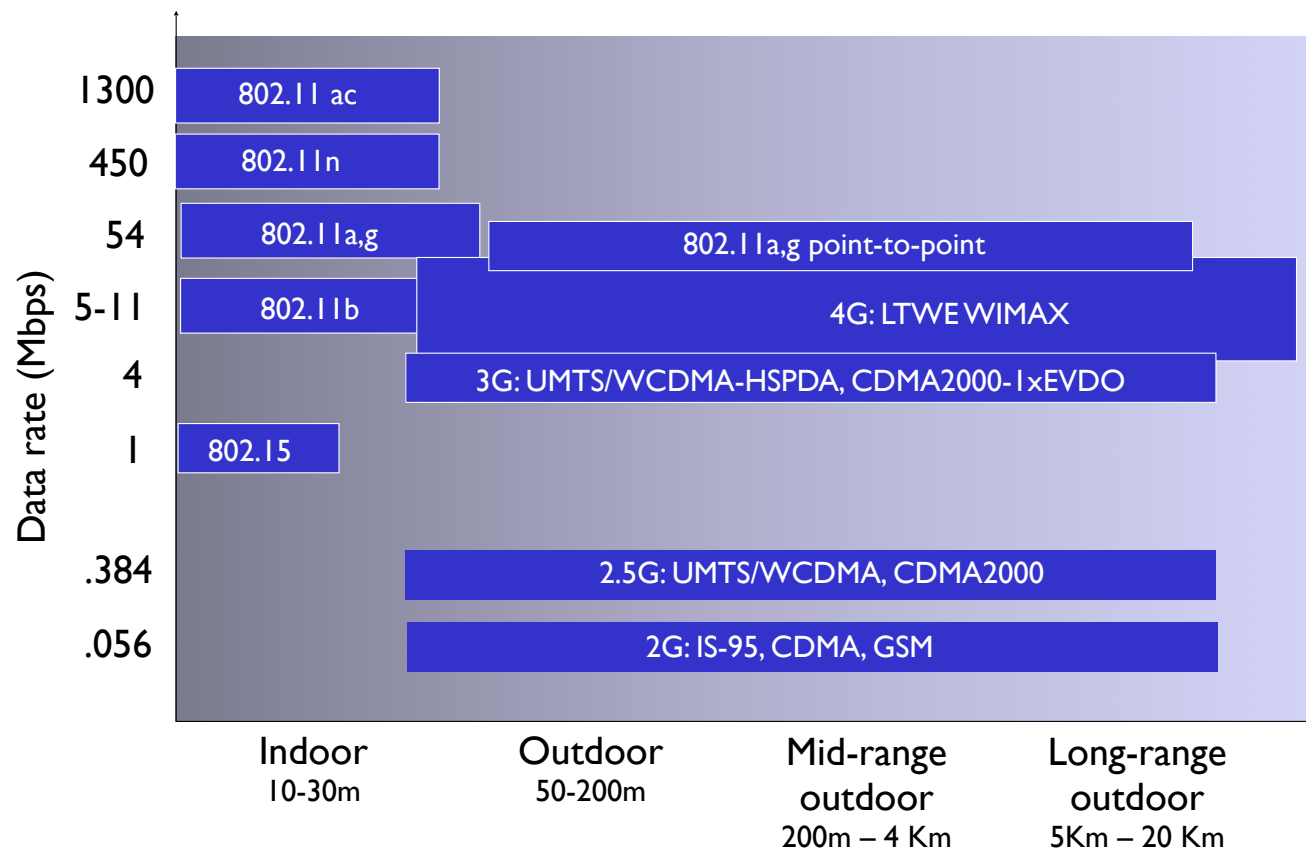 1300
802.11 ac
450
802.11n
54
802.11a,g
802.11a,g point-to-point
5-11
802.11b
4G: LTWE WIMAX
4
3G: UMTS/WCDMA-HSPDA, CDMA2000-1xEVDO
1
802.15
.384
2.5G: UMTS/WCDMA, CDMA2000
.056
2G: IS-95, CDMA, GSM
Data rate (Mbps)
Indoor
10-30m
Outdoor
50-200m
Mid-range
outdoor
200m – 4 Km
Long-range
outdoor
5Km – 20 Km